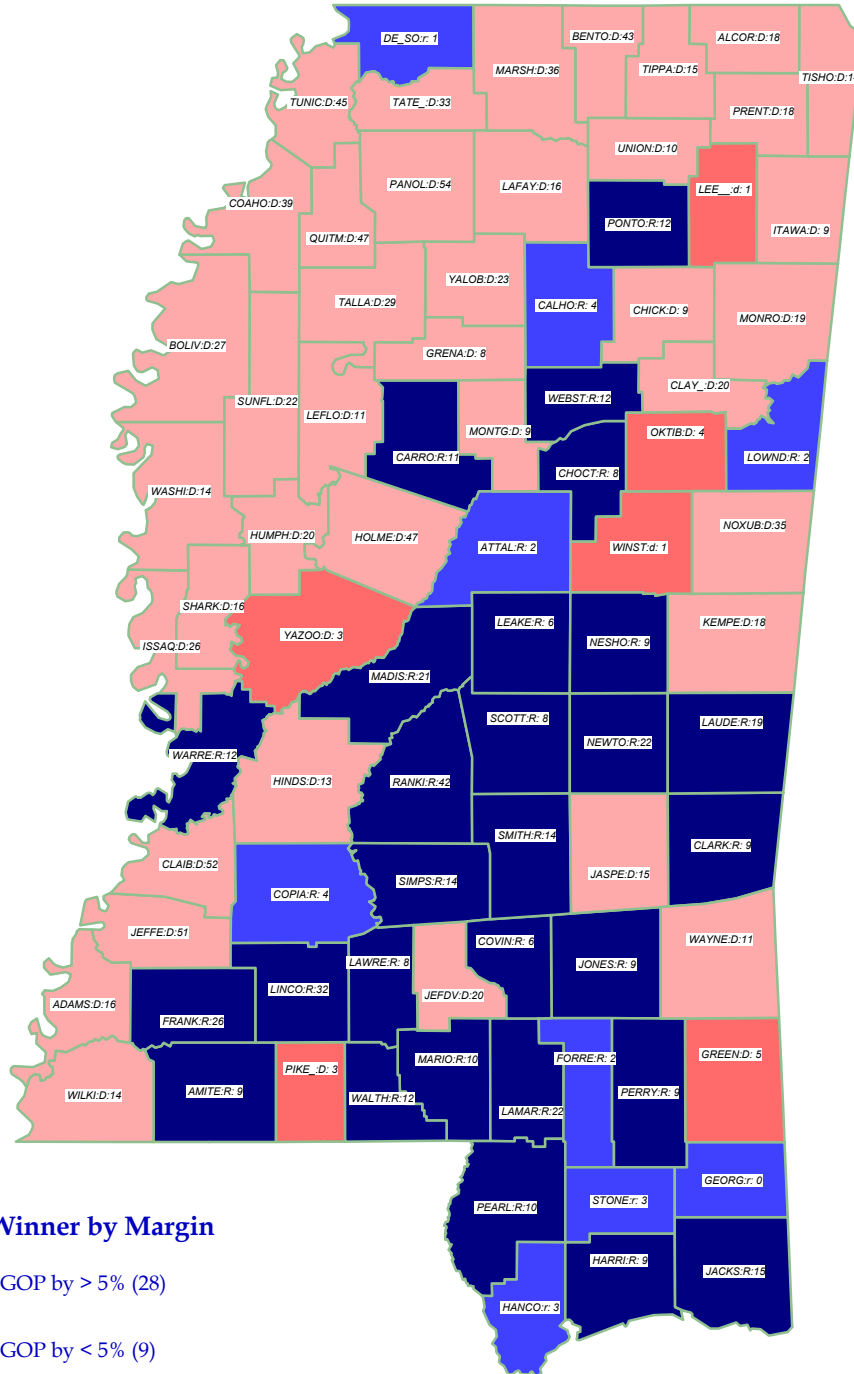 DE_SO:r: 1
BENTO:D:43
ALCOR:D:18
MARSH:D:36
TIPPA:D:15
TISHO:D:1
TUNIC:D:45
TATE_:D:33
PRENT:D:18
UNION:D:10
PANOL:D:54
LAFAY:D:16
LEE__:d: 1
COAHO:D:39
PONTO:R:12
ITAWA:D: 9
QUITM:D:47
YALOB:D:23
TALLA:D:29
CALHO:R: 4
CHICK:D: 9
MONRO:D:19
BOLIV:D:27
GRENA:D: 8
CLAY_:D:20
SUNFL:D:22
WEBST:R:12
LEFLO:D:11
MONTG:D: 9
OKTIB:D: 4
CARRO:R:11
LOWND:R: 2
CHOCT:R: 8
WASHI:D:14
NOXUB:D:35
HUMPH:D:20
HOLME:D:47
ATTAL:R: 2
WINST:d: 1
SHARK:D:16
LEAKE:R: 6
KEMPE:D:18
YAZOO:D: 3
ISSAQ:D:26
NESHO:R: 9
MADIS:R:21
SCOTT:R: 8
LAUDE:R:19
NEWTO:R:22
WARRE:R:12
HINDS:D:13
RANKI:R:42
SMITH:R:14
CLARK:R: 9
CLAIB:D:52
JASPE:D:15
SIMPS:R:14
COPIA:R: 4
JEFFE:D:51
COVIN:R: 6
WAYNE:D:11
LAWRE:R: 8
JONES:R: 9
LINCO:R:32
JEFDV:D:20
ADAMS:D:16
FRANK:R:26
GREEN:D: 5
MARIO:R:10
FORRE:R: 2
PIKE_:D: 3
WILKI:D:14
AMITE:R: 9
WALTH:R:12
PERRY:R: 9
LAMAR:R:22
GEORG:r: 0
PEARL:R:10
STONE:r: 3
Winner by Margin
HARRI:R: 9
JACKS:R:15
GOP by > 5% (28)
HANCO:r: 3
GOP by < 5% (9)